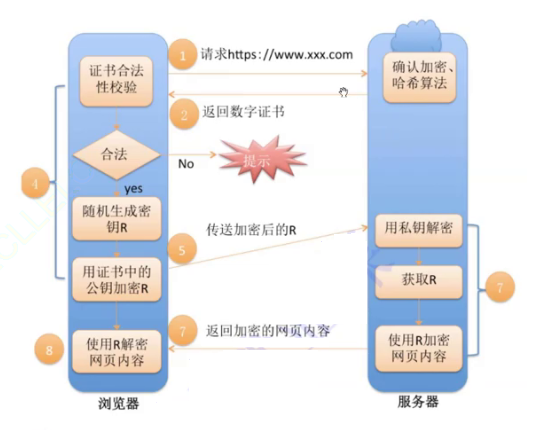 1
请求https://www.xxx.com
证书合法
性校验
确认加密、
哈希算法
2
返回数字证书
合法
No
提示
yes
4
随机生成密
钥R
传送加密后的R
5
用私钥解密
用证书中的
公钥加密R
获取R
7
7
返回加密的网页内容
8
使用R解密
网页内容
使用R加密
网页内容
浏览器
服务器